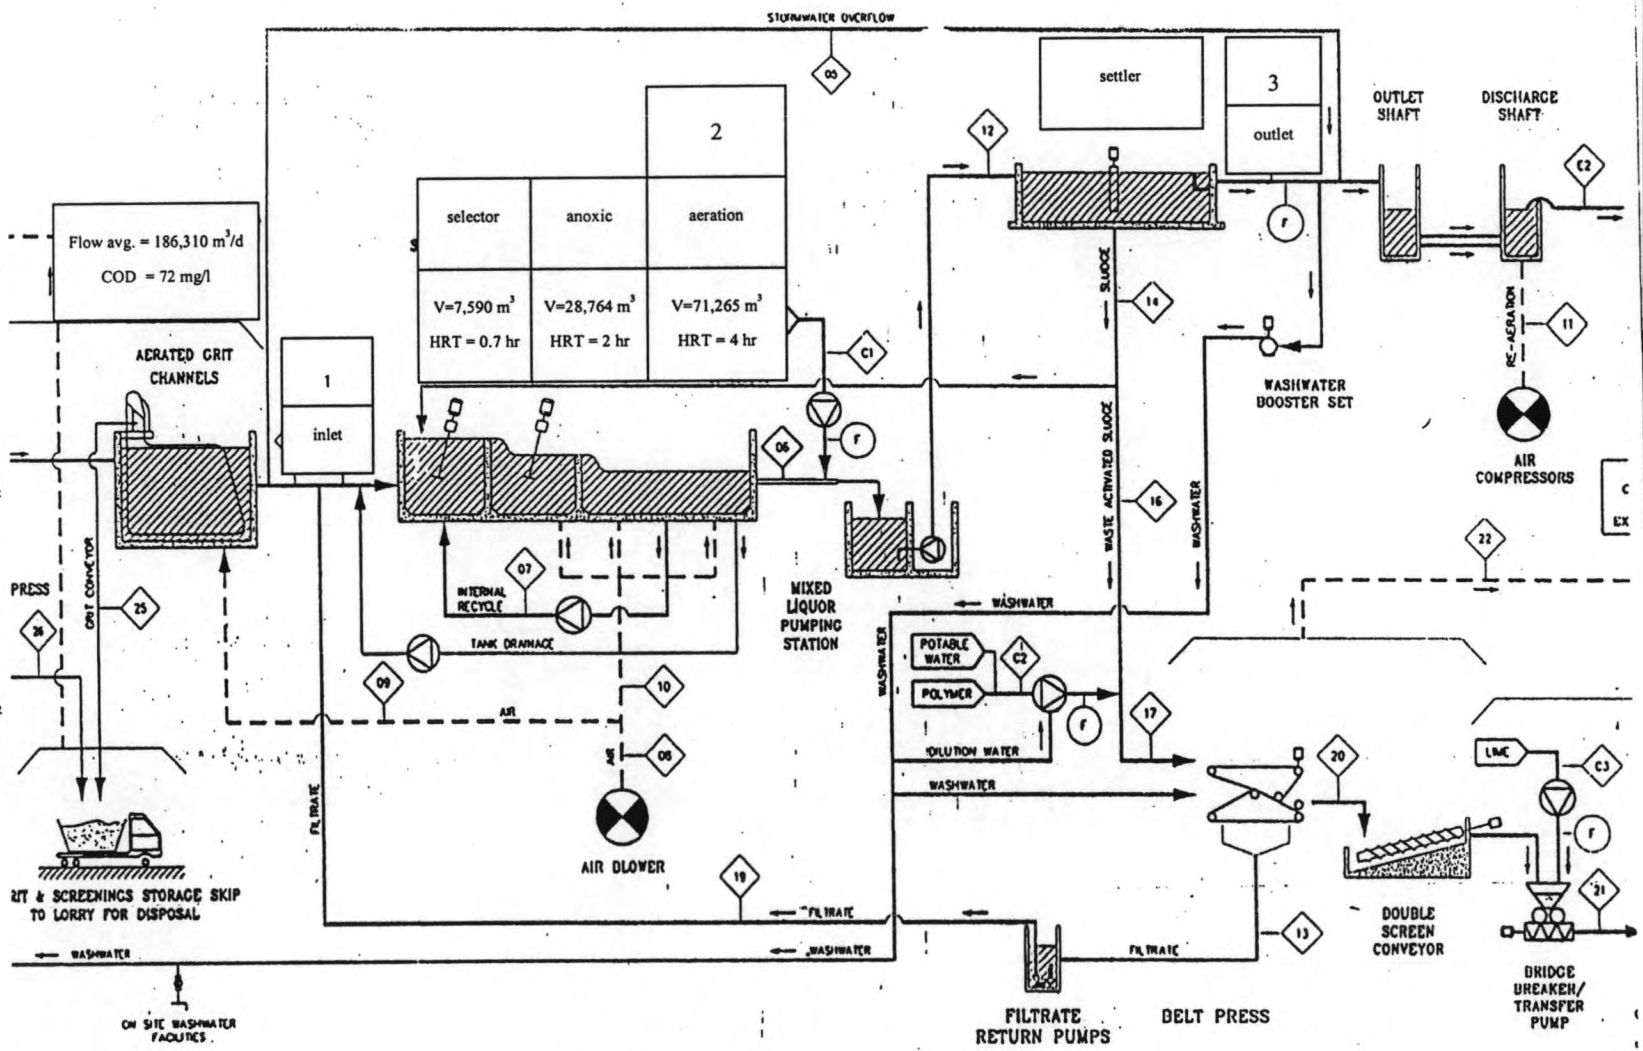 STORMWATER OVERFLOW
05
settler
3
outlet
OUTLET
SHAFT
DISCHARGE
SHAFT
12
C2
2
selector
anoxic
aeration
Flow avg. = 186,310 m³/d
COD = 72 mg/l
V=7,590 m³
HRT = 0.7 hr
V=28,764 m³
HRT = 2 hr
V=71,265 m³
HRT = 4 hr
F
SLUDGE
14
RE-AERATION
11
C1
AERATED GRIT
CHANNELS
1
inlet
WASHWATER
BOOSTER SET
F
06
AIR
COMPRESSORS
C
EX
WASTE ACTIVATED SLUDGE
16
WASHWATER
22
GRIT CONVEYOR
PRESS
25
26
07
INTERNAL
RECYCLE
TANK DRAINAGE
MIXED
LIQUOR
PUMPING
STATION
WASHWATER
WASHWATER
POTABLE
WATER
C2
POLYMER
F
17
09
10
AIR
AIR
08
DILUTION WATER
WASHWATER
20
LIME
C3
F
FILTRATE
AIR BLOWER
19
RIT & SCREENINGS STORAGE SKIP
TO LORRY FOR DISPOSAL
FILTRATE
13
21
DOUBLE
SCREEN
CONVEYOR
WASHWATER
WASHWATER
FILTRATE
BRIDGE
BREAKER/
TRANSFER
PUMP
ON SITE WASHWATER
FACILITIES
FILTRATE
RETURN PUMPS
BELT PRESS